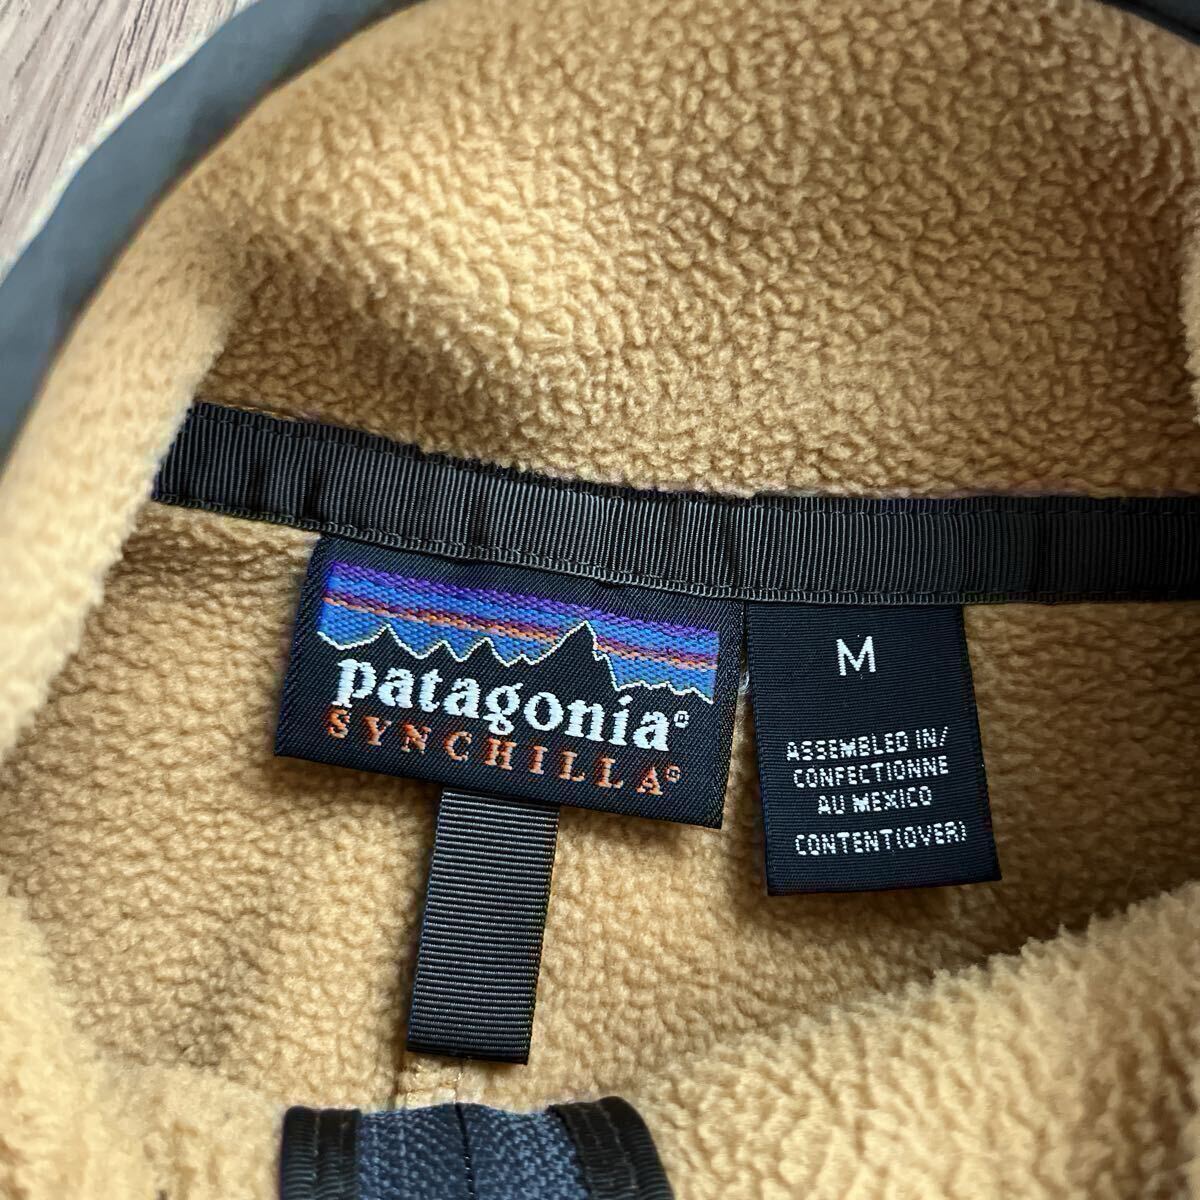 patagonia®
SYNCHILLA®
M
ASSEMBLED IN/
CONFECTIONNE
AU MEXICO
CONTENT(OVER)